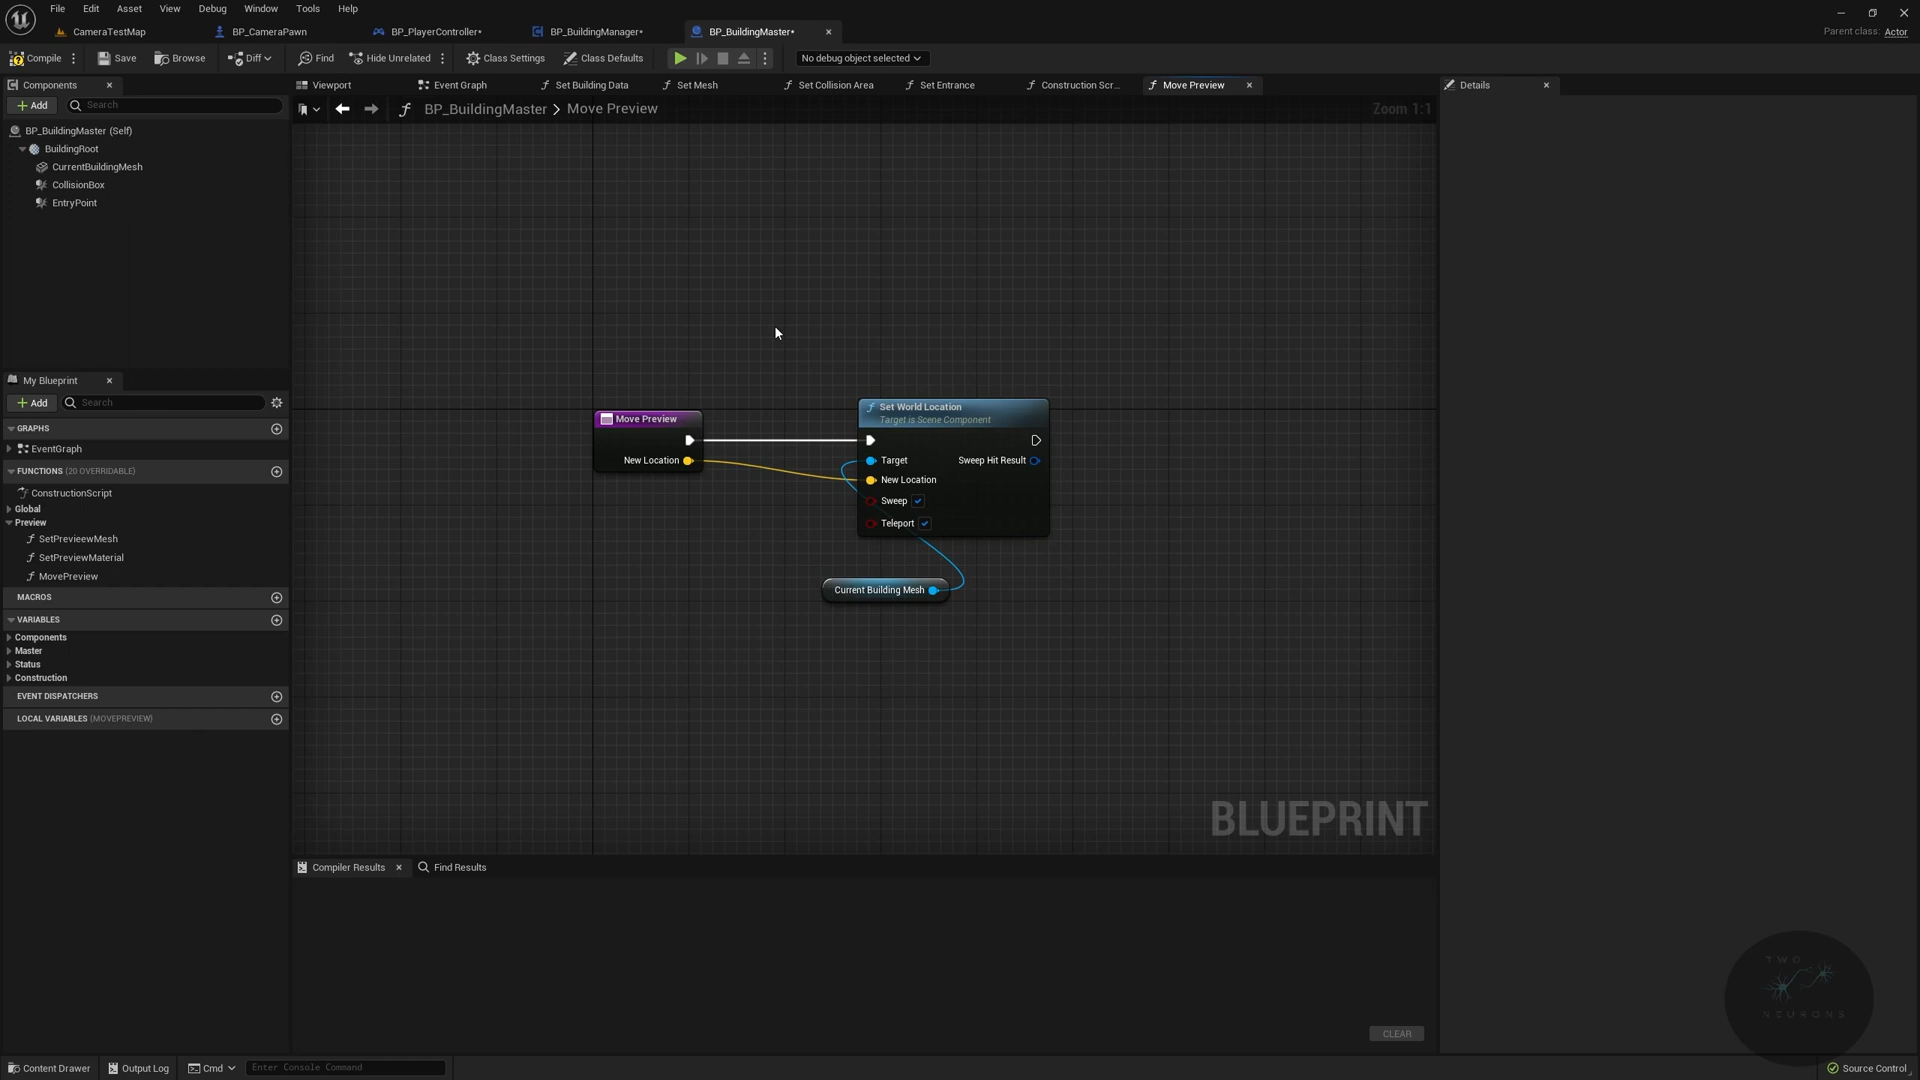 File Edit Asset View Debug Window Tools Help
CameraTestMap BP_CameraPawn BP_PlayerController* BP_BuildingManager* BP_BuildingMaster*
Parent class: Actor
Compile Save Browse Diff Find Hide Unrelated Class Settings Class Defaults No debug object selected
Components
Viewport Event Graph Set Building Data Set Mesh Set Collision Area Set Entrance Construction Scr... Move Preview
Details
Add Search
BP_BuildingMaster > Move Preview
Zoom 1:1
BP_BuildingMaster (Self)
BuildingRoot
CurrentBuildingMesh
CollisionBox
EntryPoint
My Blueprint
Add Search
GRAPHS
EventGraph
FUNCTIONS (20 OVERRIDABLE)
ConstructionScript
Global
Preview
SetPrevieewMesh
SetPreviewMaterial
MovePreview
MACROS
VARIABLES
Components
Master
Status
Construction
EVENT DISPATCHERS
LOCAL VARIABLES (MOVEPREVIEW)
Move Preview
New Location
Set World Location
Target is Scene Component
Target Sweep Hit Result
New Location
Sweep
Teleport
Current Building Mesh
BLUEPRINT
Compiler Results Find Results
CLEAR
TWO
NEURONS
Content Drawer Output Log Cmd Enter Console Command Source Control